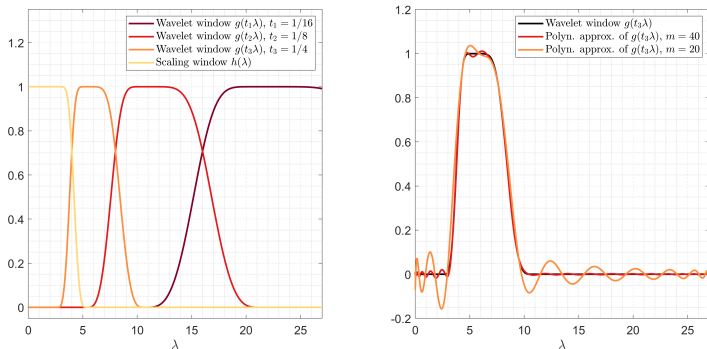 Wavelet window g(t₁λ), t₁ = 1/16
Wavelet window g(t₂λ), t₂ = 1/8
Wavelet window g(t₃λ), t₃ = 1/4
Scaling window h(λ)
1.2
1
0.8
0.6
0.4
0.2
0
0 5 10 15 20 25
λ
Wavelet window g(t₃λ)
Polyn. approx. of g(t₃λ), m = 40
Polyn. approx. of g(t₃λ), m = 20
1.2
1
0.8
0.6
0.4
0.2
0
-0.2
0 5 10 15 20 25
λ